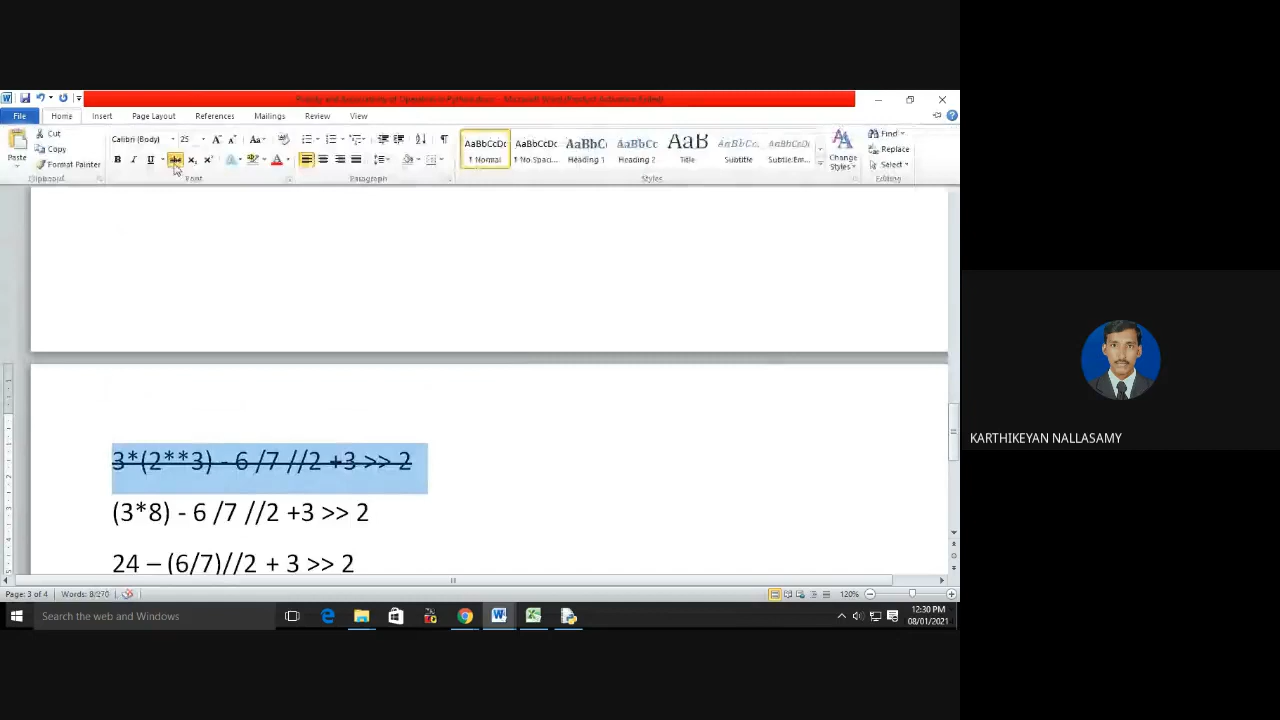 File Home Insert Page Layout References Mailings Review View
Cut
Copy
Format Painter
Paste
Clipboard
Calibri (Body) 25
Font
Paragraph
AaBbCcDc AaBbCcDc AaBbC AaBbCc AaB AaBbCc. AaBbCcDc
¶ Normal ¶ No Spac... Heading 1 Heading 2 Title Subtitle Subtle Em...
Change
Styles
Styles
Find
Replace
Select
Editing
3*(2**3) - 6 /7 //2 +3 >> 2
(3*8) - 6 /7 //2 +3 >> 2
24 – (6/7)//2 + 3 >> 2
KARTHIKEYAN NALLASAMY
Page: 3 of 4 Words: 8/270 120%
Search the web and Windows
12:30 PM
08/01/2021